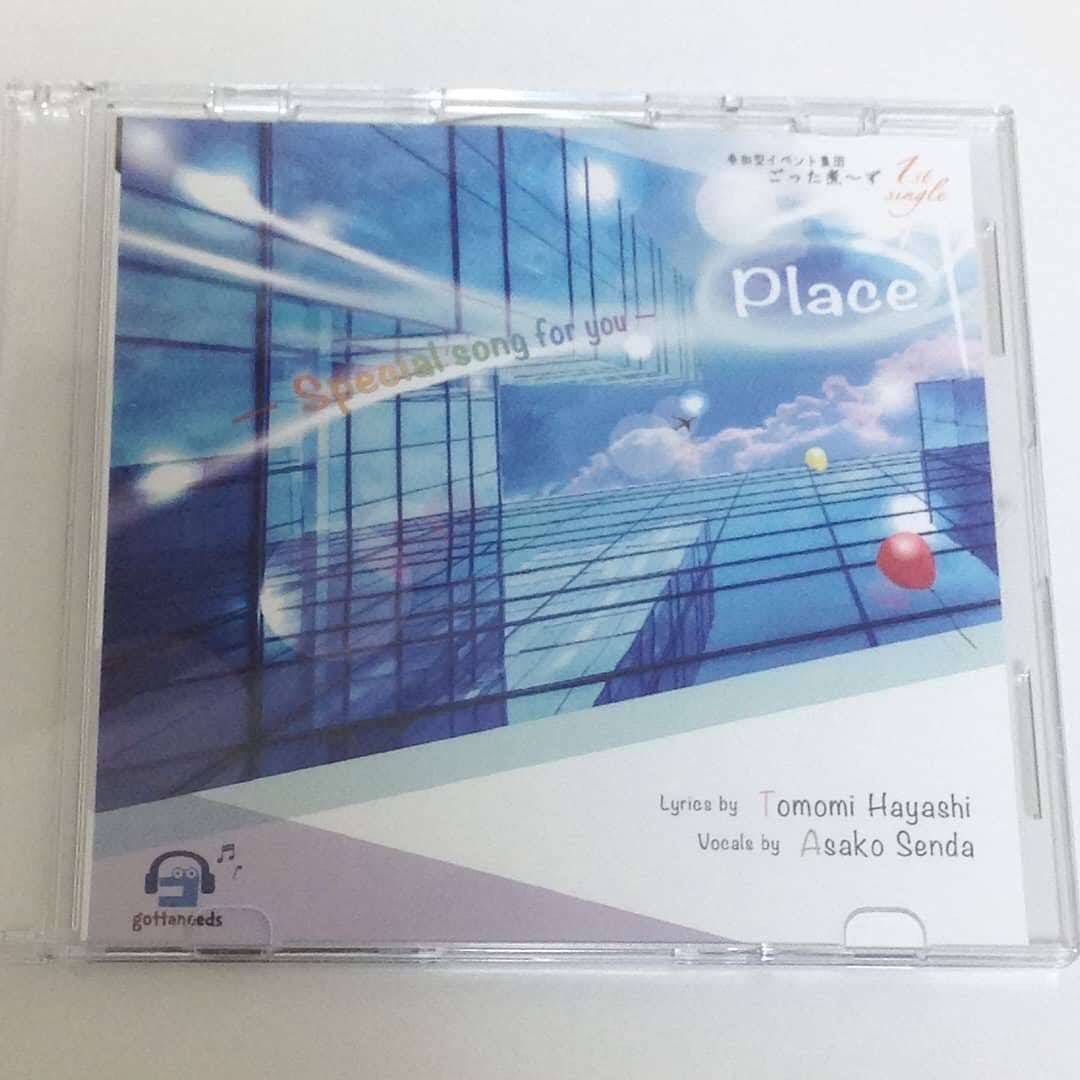 参加型イベント集団
ごった煮～ず
1st
single
Place
— Special song for you —
Lyrics by Tomomi Hayashi
Vocals by Asako Senda
gottaneeds